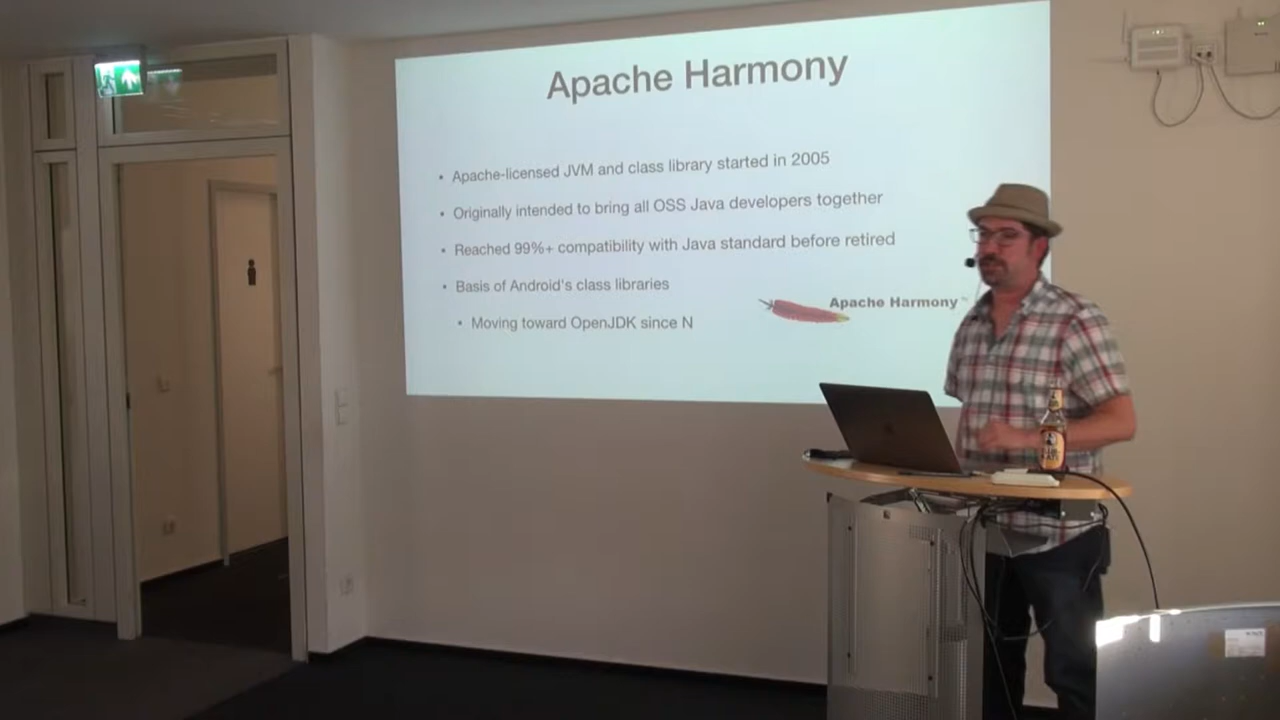 Apache Harmony
• Apache-licensed JVM and class library started in 2005
• Originally intended to bring all OSS Java developers together
• Reached 99%+ compatibility with Java standard before retired
• Basis of Android's class libraries
Apache Harmony
• Moving toward OpenJDK since N